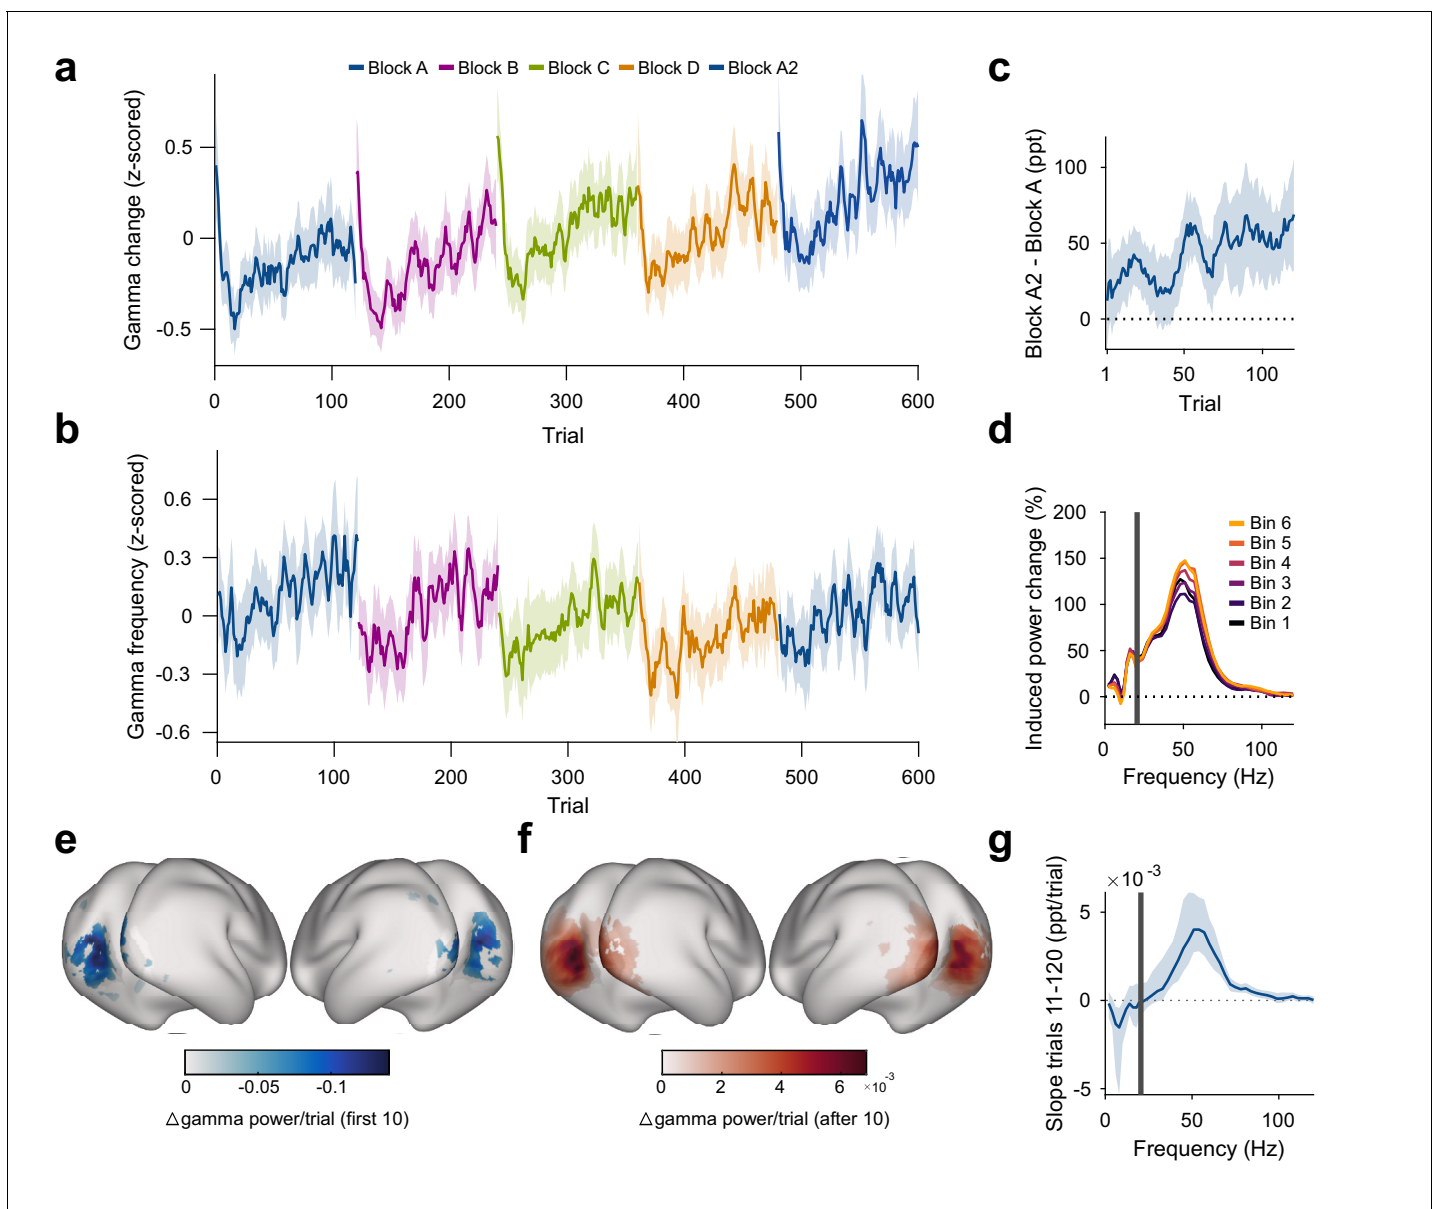 a
Block A Block B Block C Block D Block A2
Gamma change (z-scored)
0.5
0
-0.5
0 100 200 300 400 500 600
Trial
b
Gamma frequency (z-scored)
0.6
0.3
0
-0.3
-0.6
0 100 200 300 400 500 600
Trial
c
Block A2 - Block A (ppt)
100
50
0
1 50 100
Trial
d
Induced power change (%)
200
150
100
50
0
Bin 6
Bin 5
Bin 4
Bin 3
Bin 2
Bin 1
0 50 100
Frequency (Hz)
e
0 -0.05 -0.1
△gamma power/trial (first 10)
f
0 2 4 6 ×10⁻³
△gamma power/trial (after 10)
g
Slope trials 11-120 (ppt/trial)
×10⁻³
5
0
-5
0 50 100
Frequency (Hz)